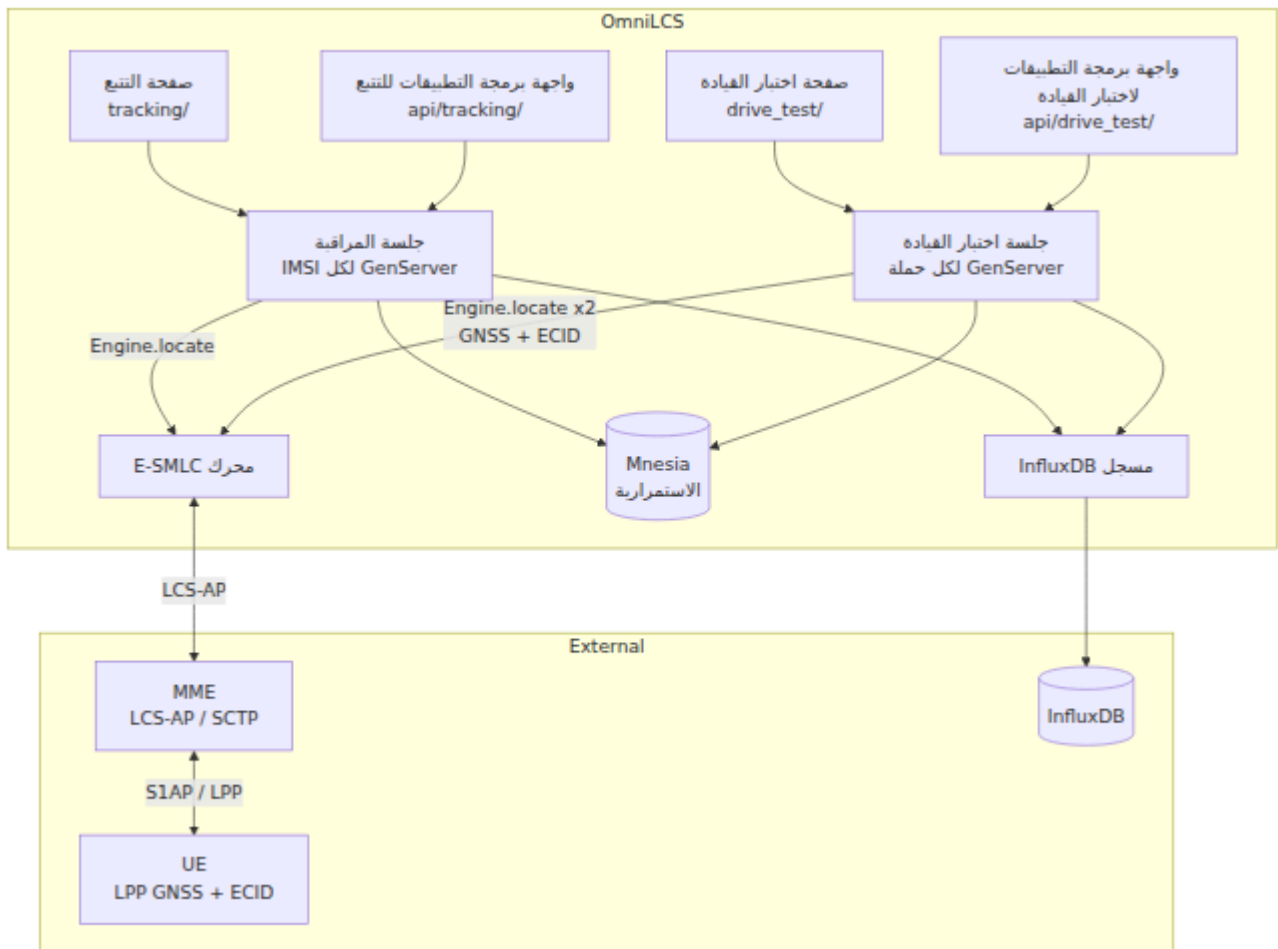 OmniLCS
صفحة التتبع
tracking/
واجهة برمجة التطبيقات للتتبع
api/tracking/
صفحة اختبار القيادة
drive_test/
واجهة برمجة التطبيقات
لاختبار القيادة
api/drive_test/
جلسة المراقبة
GenServer لكل IMSI
جلسة اختبار القيادة
GenServer لكل حملة
Engine.locate
Engine.locate x2
GNSS + ECID
محرك E-SMLC
Mnesia
الاستمرارية
مسجل InfluxDB
LCS-AP
External
MME
LCS-AP / SCTP
InfluxDB
S1AP / LPP
UE
LPP GNSS + ECID